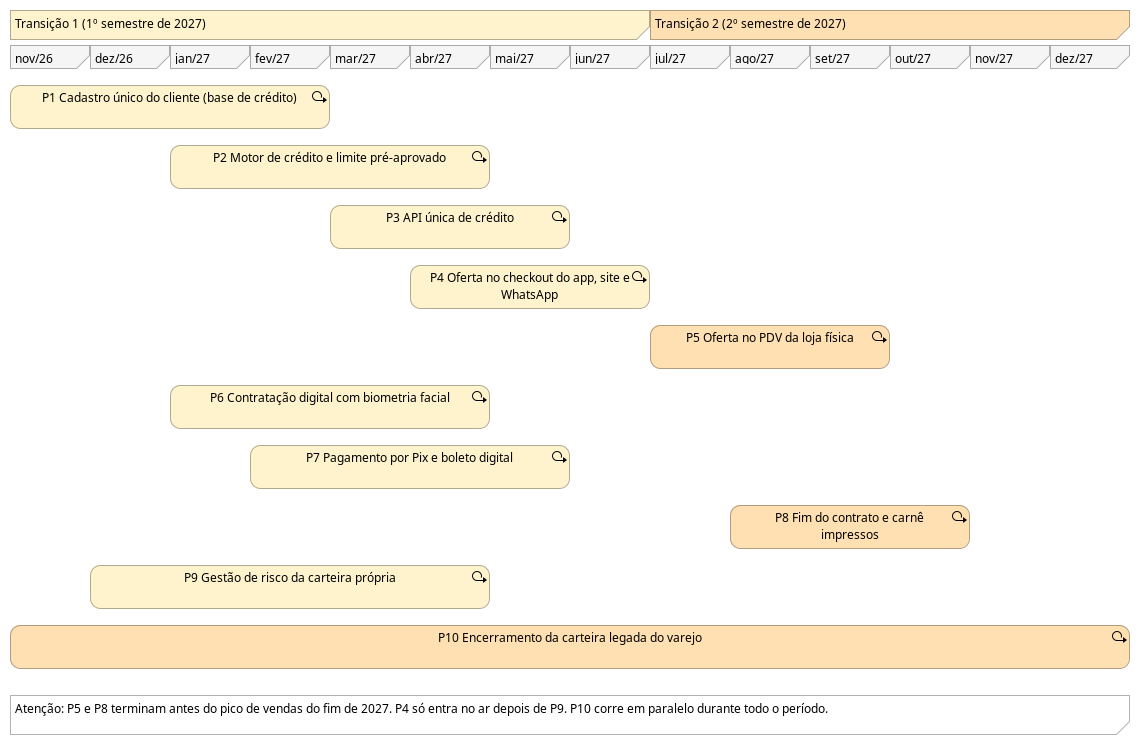 Transição 1 (1º semestre de 2027)
Transição 2 (2º semestre de 2027)
nov/26
dez/26
jan/27
fev/27
mar/27
abr/27
mai/27
jun/27
jul/27
ago/27
set/27
out/27
nov/27
dez/27
P1 Cadastro único do cliente (base de crédito)
P2 Motor de crédito e limite pré-aprovado
P3 API única de crédito
P4 Oferta no checkout do app, site e
WhatsApp
P5 Oferta no PDV da loja física
P6 Contratação digital com biometria facial
P7 Pagamento por Pix e boleto digital
P8 Fim do contrato e carnê
impressos
P9 Gestão de risco da carteira própria
P10 Encerramento da carteira legada do varejo
Atenção: P5 e P8 terminam antes do pico de vendas do fim de 2027. P4 só entra no ar depois de P9. P10 corre em paralelo durante todo o período.